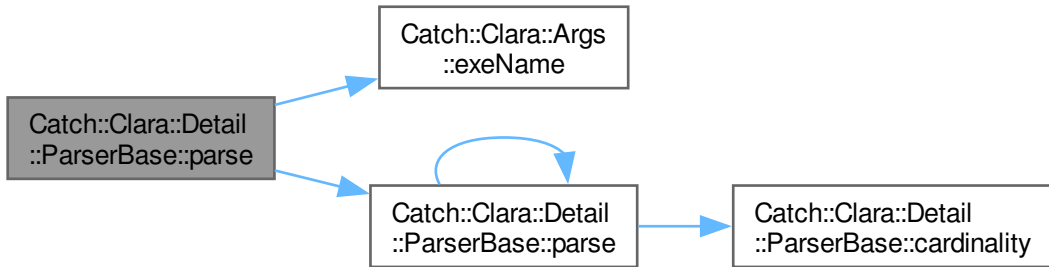 Catch::Clara::Args
::exeName
Catch::Clara::Detail
::ParserBase::parse
Catch::Clara::Detail
::ParserBase::parse
Catch::Clara::Detail
::ParserBase::cardinality